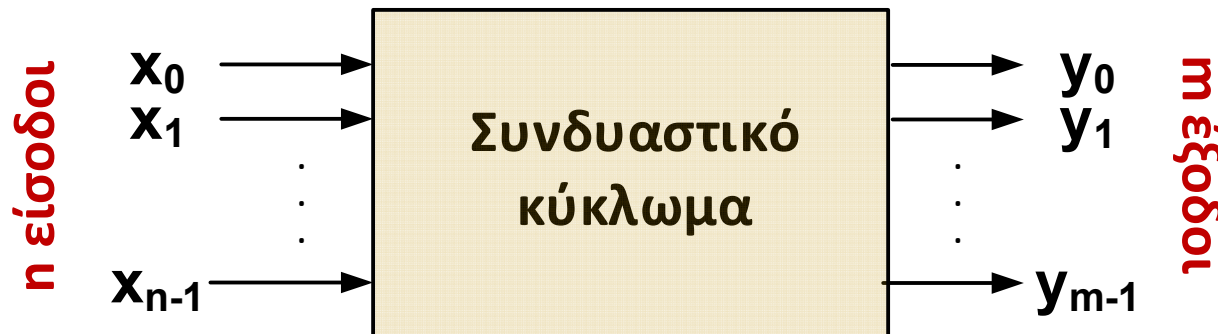 n είσοδοι
x0
x1
.
.
.
xn-1
Συνδυαστικό
κύκλωμα
y0
y1
.
.
.
ym-1
m έξοδοι